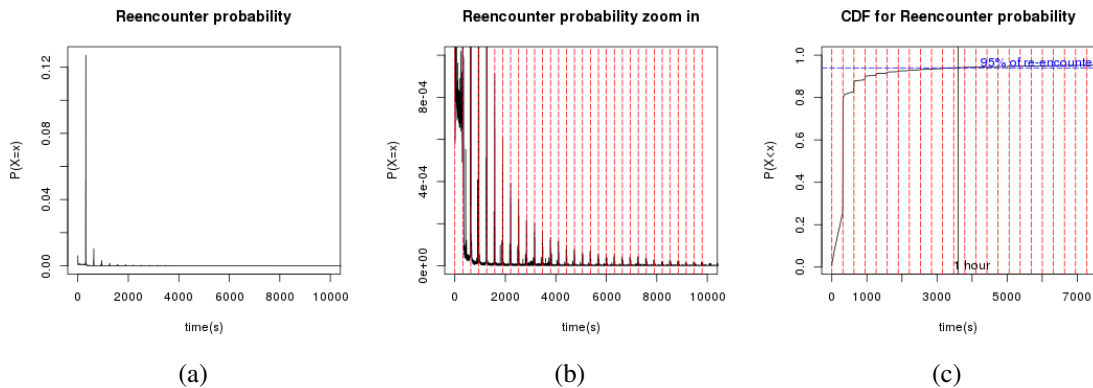 Reencounter probability
P(X=x)
0.00 0.04 0.08 0.12
0 2000 4000 6000 8000 10000
time(s)
(a)
Reencounter probability zoom in
P(X=x)
0e+00 4e-04 8e-04
0 2000 4000 6000 8000 10000
time(s)
(b)
CDF for Reencounter probability
P(X<x)
0.0 0.2 0.4 0.6 0.8 1.0
95% of re-encounte
1 hour
0 1000 3000 5000 7000
time(s)
(c)